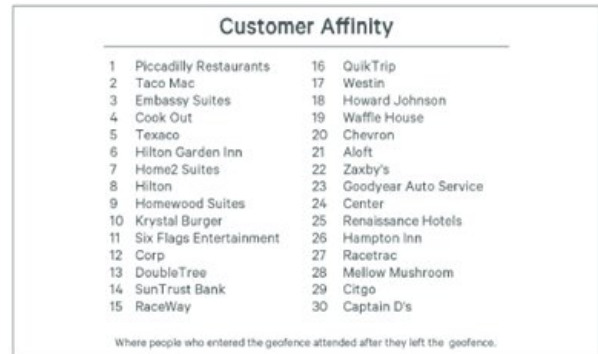 Customer Affinity
1 Piccadilly Restaurants
2 Taco Mac
3 Embassy Suites
4 Cook Out
5 Texaco
6 Hilton Garden Inn
7 Home2 Suites
8 Hilton
9 Homewood Suites
10 Krystal Burger
11 Six Flags Entertainment
12 Corp
13 DoubleTree
14 SunTrust Bank
15 RaceWay
16 QuikTrip
17 Westin
18 Howard Johnson
19 Waffle House
20 Chevron
21 Aloft
22 Zaxby's
23 Goodyear Auto Service
24 Center
25 Renaissance Hotels
26 Hampton Inn
27 Racetrac
28 Mellow Mushroom
29 Citgo
30 Captain D's
Where people who entered the geofence attended after they left the geofence.